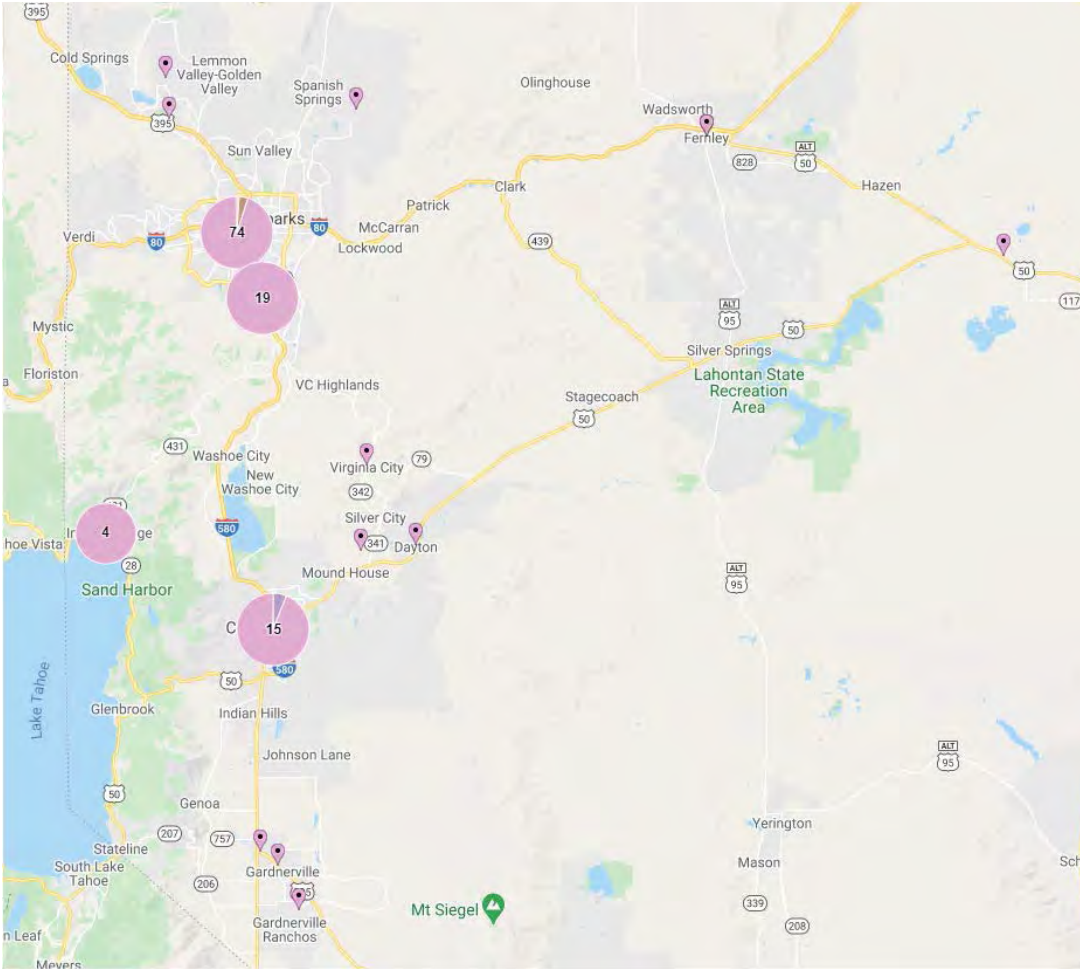 395
Cold Springs
Lemmon
Valley-Golden
Valley
Spanish
Springs
Olinghouse
Wadsworth
Fernley
395
Sun Valley
ALT
50
828
Hazen
Clark
Patrick
McCarran
Lockwood
74
80
Verdi
80
439
19
50
117
Mystic
ALT
95
50
Silver Springs
Floriston
VC Highlands
Lahontan State
Recreation
Area
Stagecoach
50
431
Washoe City
New
Washoe City
Virginia City
79
342
Silver City
341
Dayton
580
4
hoe Vista
28
Sand Harbor
Mound House
ALT
95
15
580
50
Lake Tahoe
Glenbrook
Indian Hills
Johnson Lane
ALT
95
50
Genoa
207
757
Yerington
Stateline
South Lake
Tahoe
206
Gardnerville
Mason
Sch
339
Mt Siegel
Gardnerville
Ranchos
208
n Leaf
Meyers